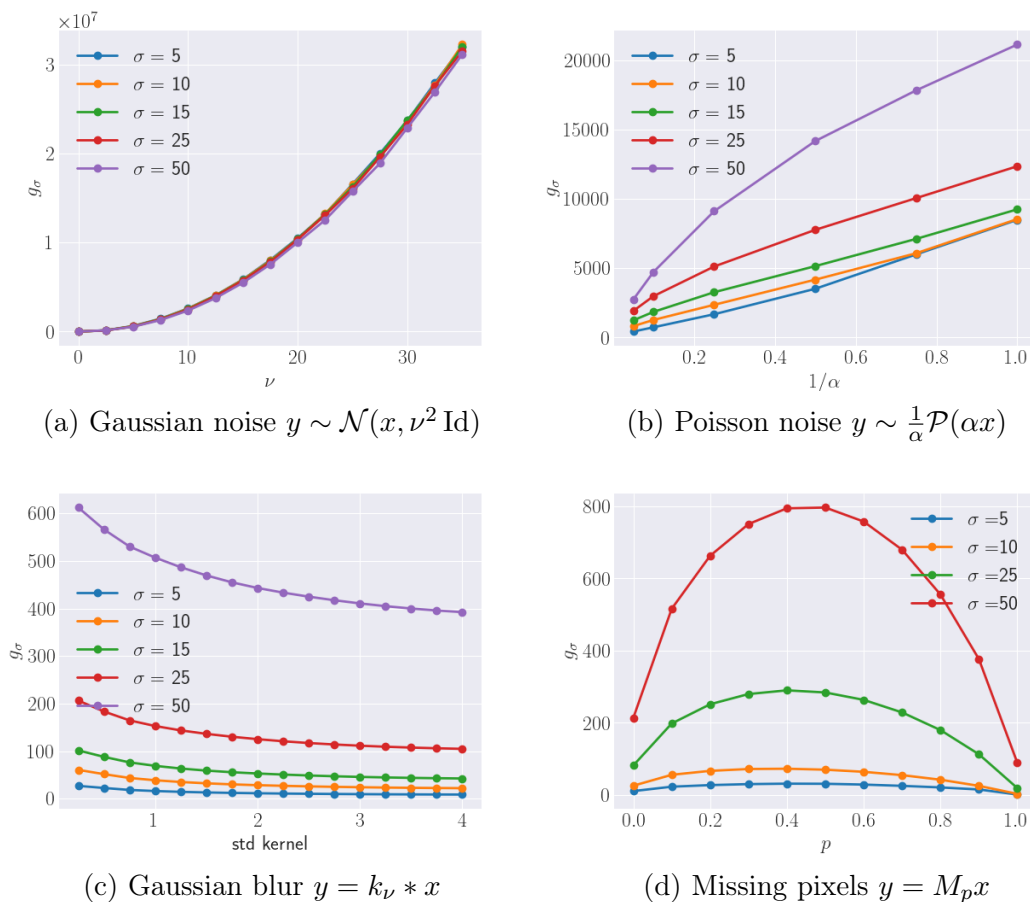 ×10⁷
3
2
1
0
g_σ
σ = 5
σ = 10
σ = 15
σ = 25
σ = 50
0 10 20 30
ν
(a) Gaussian noise y ∼ 𝒩(x, ν² Id)
20000
15000
10000
5000
0
g_σ
σ = 5
σ = 10
σ = 15
σ = 25
σ = 50
0.2 0.4 0.6 0.8 1.0
1/α
(b) Poisson noise y ∼ 1/α 𝒫(αx)
600
500
400
300
200
100
0
g_σ
σ = 5
σ = 10
σ = 15
σ = 25
σ = 50
1 2 3 4
std kernel
(c) Gaussian blur y = k_ν ∗ x
800
600
400
200
0
g_σ
σ =5
σ =10
σ =25
σ =50
0.0 0.2 0.4 0.6 0.8 1.0
p
(d) Missing pixels y = M_p x